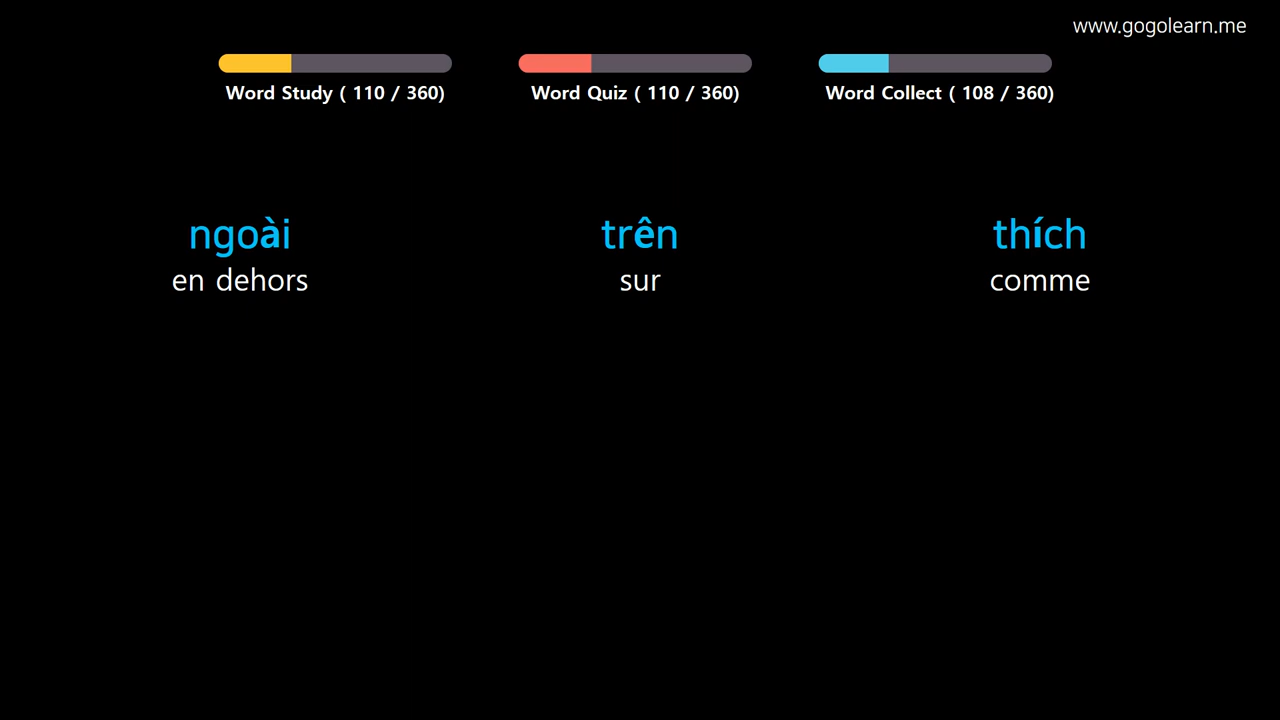 www.gogolearn.me
Word Study ( 110 / 360)
Word Quiz ( 110 / 360)
Word Collect ( 108 / 360)
ngoài
en dehors
trên
sur
thích
comme